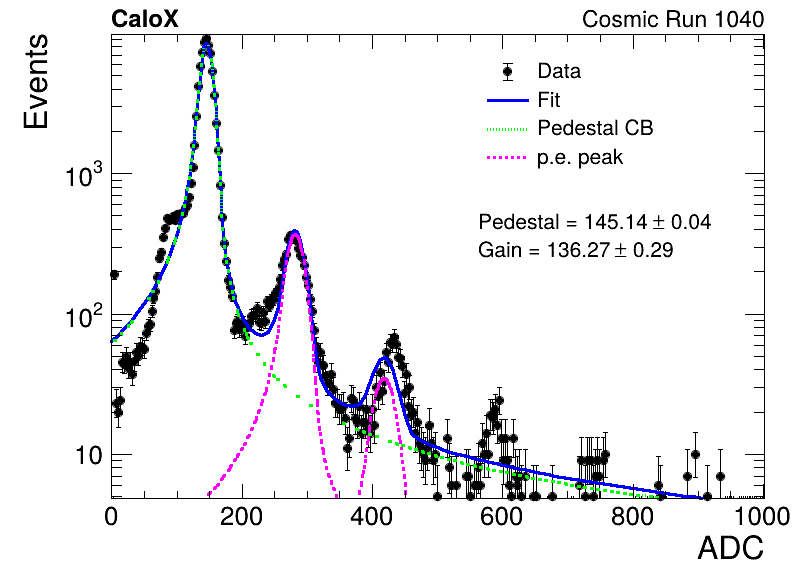 CaloX Cosmic Run 1040
Events
Data
Fit
Pedestal CB
p.e. peak
Pedestal = 145.14 ± 0.04
Gain = 136.27 ± 0.29
10³
10²
10
0 200 400 600 800 1000
ADC